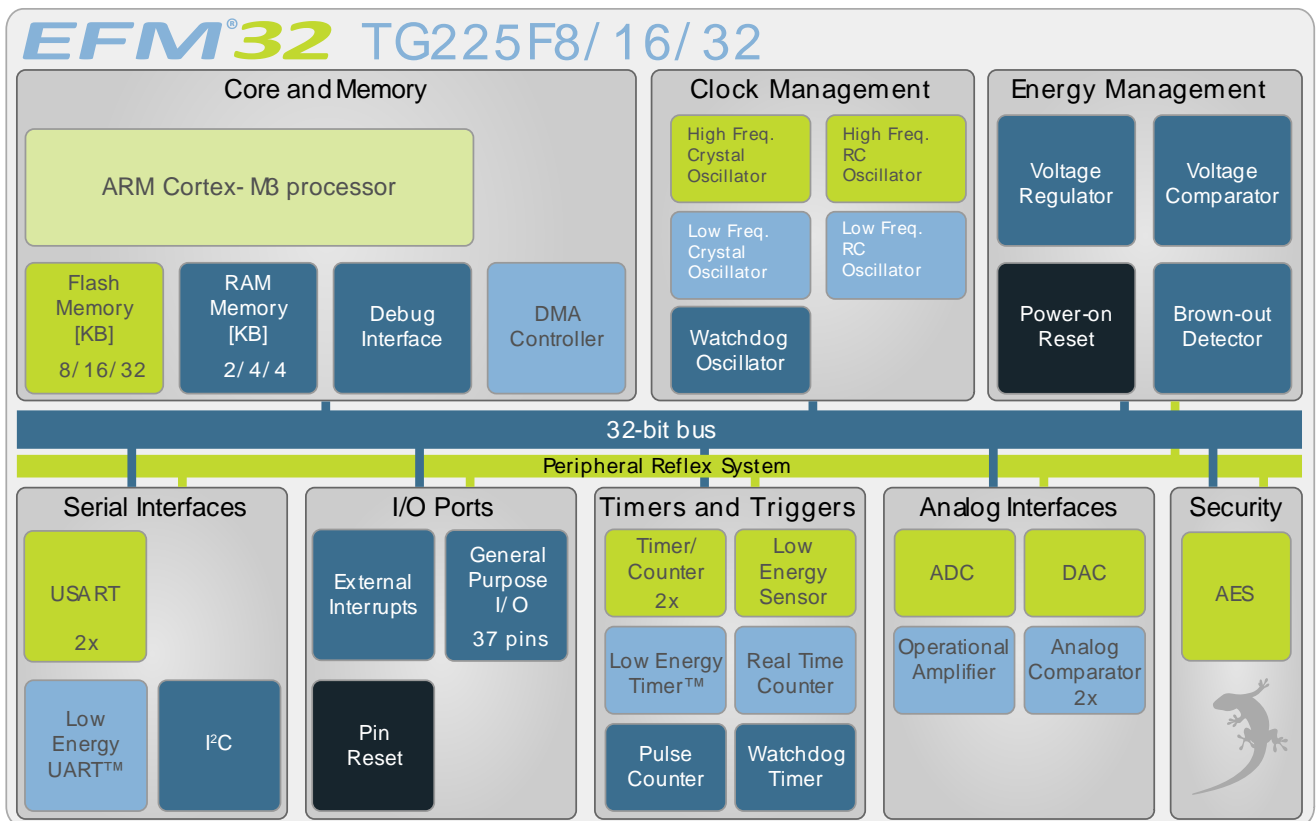 EFM®32 TG225F8/16/32
Core and Memory
ARM Cortex-M3 processor
Flash
Memory
[KB]
8/16/32
RAM
Memory
[KB]
2/4/4
Debug
Interface
DMA
Controller
Clock Management
High Freq.
Crystal
Oscillator
High Freq.
RC
Oscillator
Low Freq.
Crystal
Oscillator
Low Freq.
RC
Oscillator
Watchdog
Oscillator
Energy Management
Voltage
Regulator
Voltage
Comparator
Power-on
Reset
Brown-out
Detector
32-bit bus
Peripheral Reflex System
Serial Interfaces
USART
2x
Low
Energy
UART™
I²C
I/O Ports
External
Interrupts
General
Purpose
I/O
37 pins
Pin
Reset
Timers and Triggers
Timer/
Counter
2x
Low
Energy
Sensor
Low Energy
Timer™
Real Time
Counter
Pulse
Counter
Watchdog
Timer
Analog Interfaces
ADC
DAC
Operational
Amplifier
Analog
Comparator
2x
Security
AES